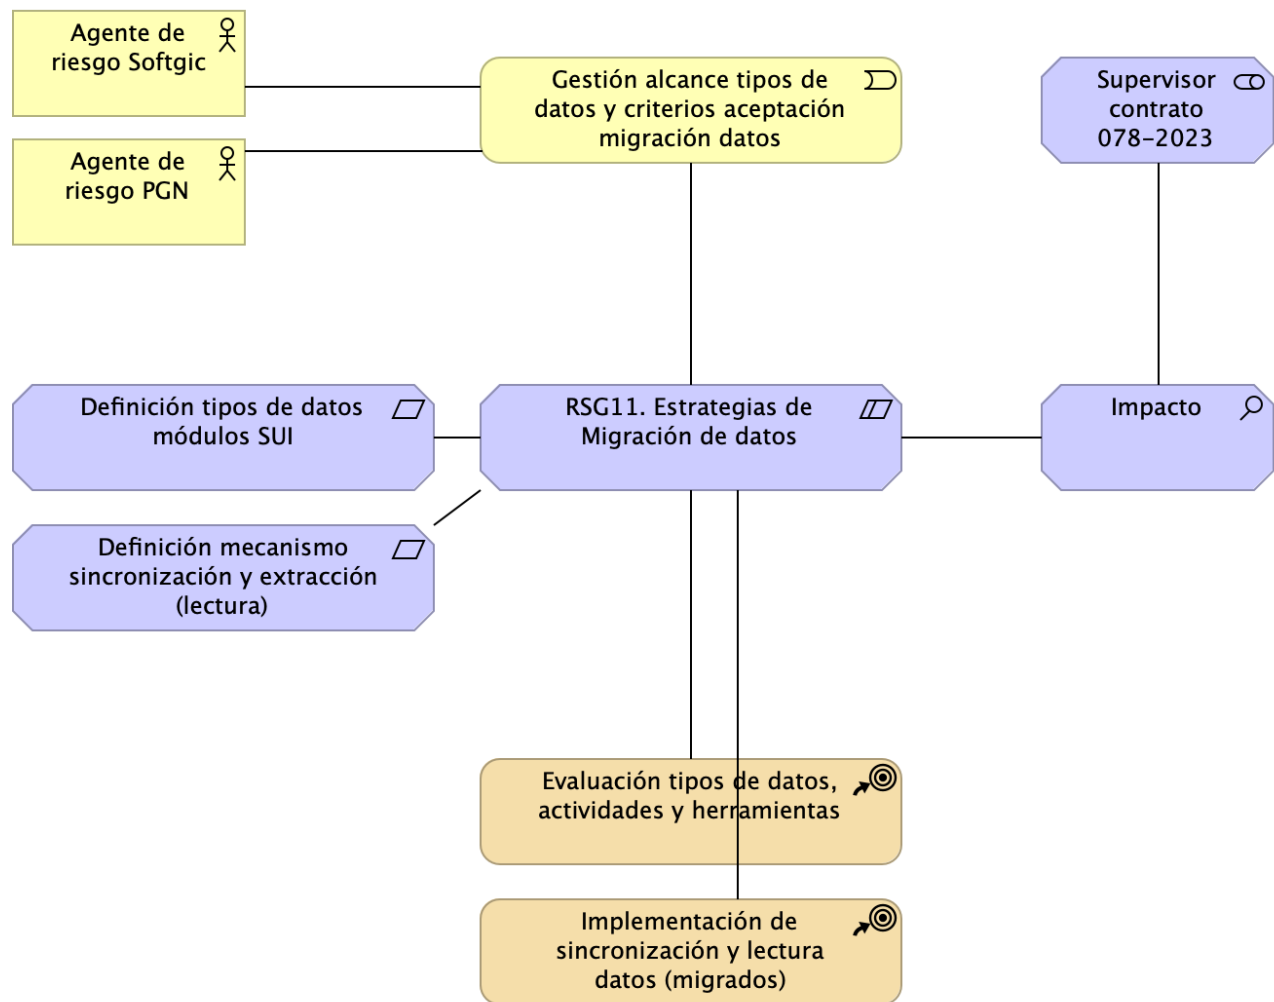 Agente de
riesgo Softgic
Gestión alcance tipos de
datos y criterios aceptación
migración datos
Supervisor
contrato
078-2023
Agente de
riesgo PGN
Definición tipos de datos
módulos SUI
RSG11. Estrategias de
Migración de datos
Impacto
Definición mecanismo
sincronización y extracción
(lectura)
Evaluación tipos de datos,
actividades y herramientas
Implementación de
sincronización y lectura
datos (migrados)